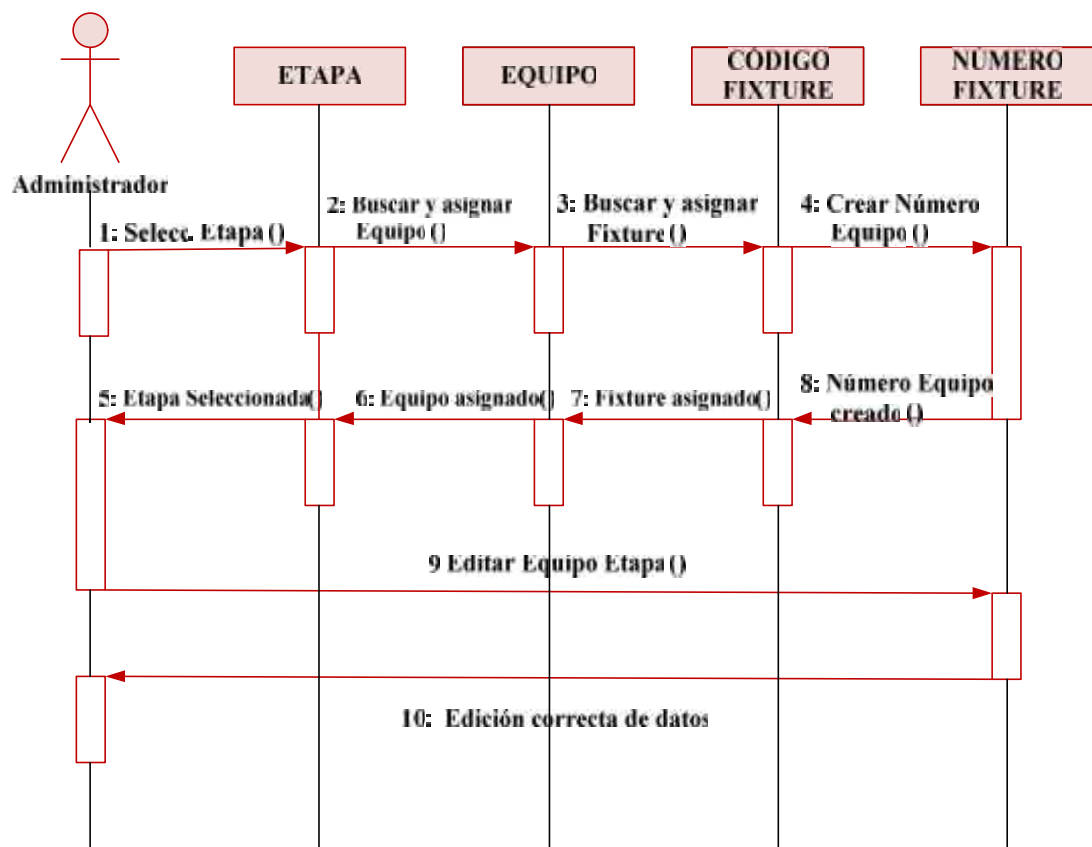 ETAPA
EQUIPO
CÓDIGO
FIXTURE
NÚMERO
FIXTURE
Administrador
1: Selecc. Etapa ()
2: Buscar y asignar
Equipo ()
3: Buscar y asignar
Fixture ()
4: Crear Número
Equipo ()
5: Etapa Seleccionada()
6: Equipo asignado()
7: Fixture asignado()
8: Número Equipo
creado ()
9 Editar Equipo Etapa ()
10: Edición correcta de datos